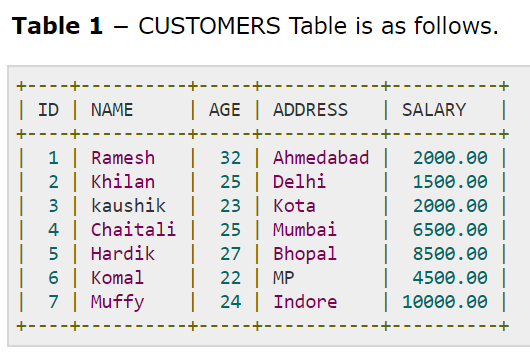 Table 1 – CUSTOMERS Table is as follows.
+----+----------+-----+-----------+----------+
| ID | NAME     | AGE | ADDRESS   | SALARY   |
+----+----------+-----+-----------+----------+
|  1 | Ramesh   |  32 | Ahmedabad |  2000.00 |
|  2 | Khilan   |  25 | Delhi     |  1500.00 |
|  3 | kaushik  |  23 | Kota      |  2000.00 |
|  4 | Chaitali |  25 | Mumbai    |  6500.00 |
|  5 | Hardik   |  27 | Bhopal    |  8500.00 |
|  6 | Komal    |  22 | MP        |  4500.00 |
|  7 | Muffy    |  24 | Indore    | 10000.00 |
+----+----------+-----+-----------+----------+